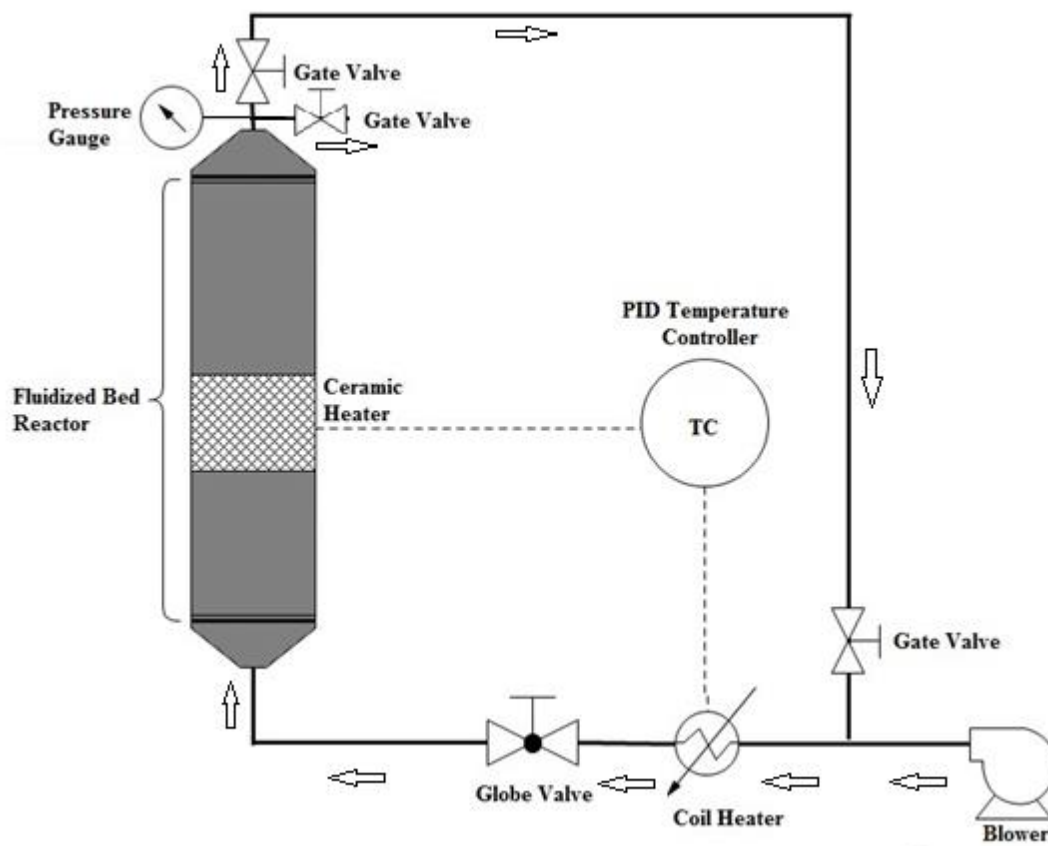 Gate Valve
Pressure
Gauge
Gate Valve
PID Temperature
Controller
Fluidized Bed
Reactor
Ceramic
Heater
TC
Gate Valve
Globe Valve
Coil Heater
Blower